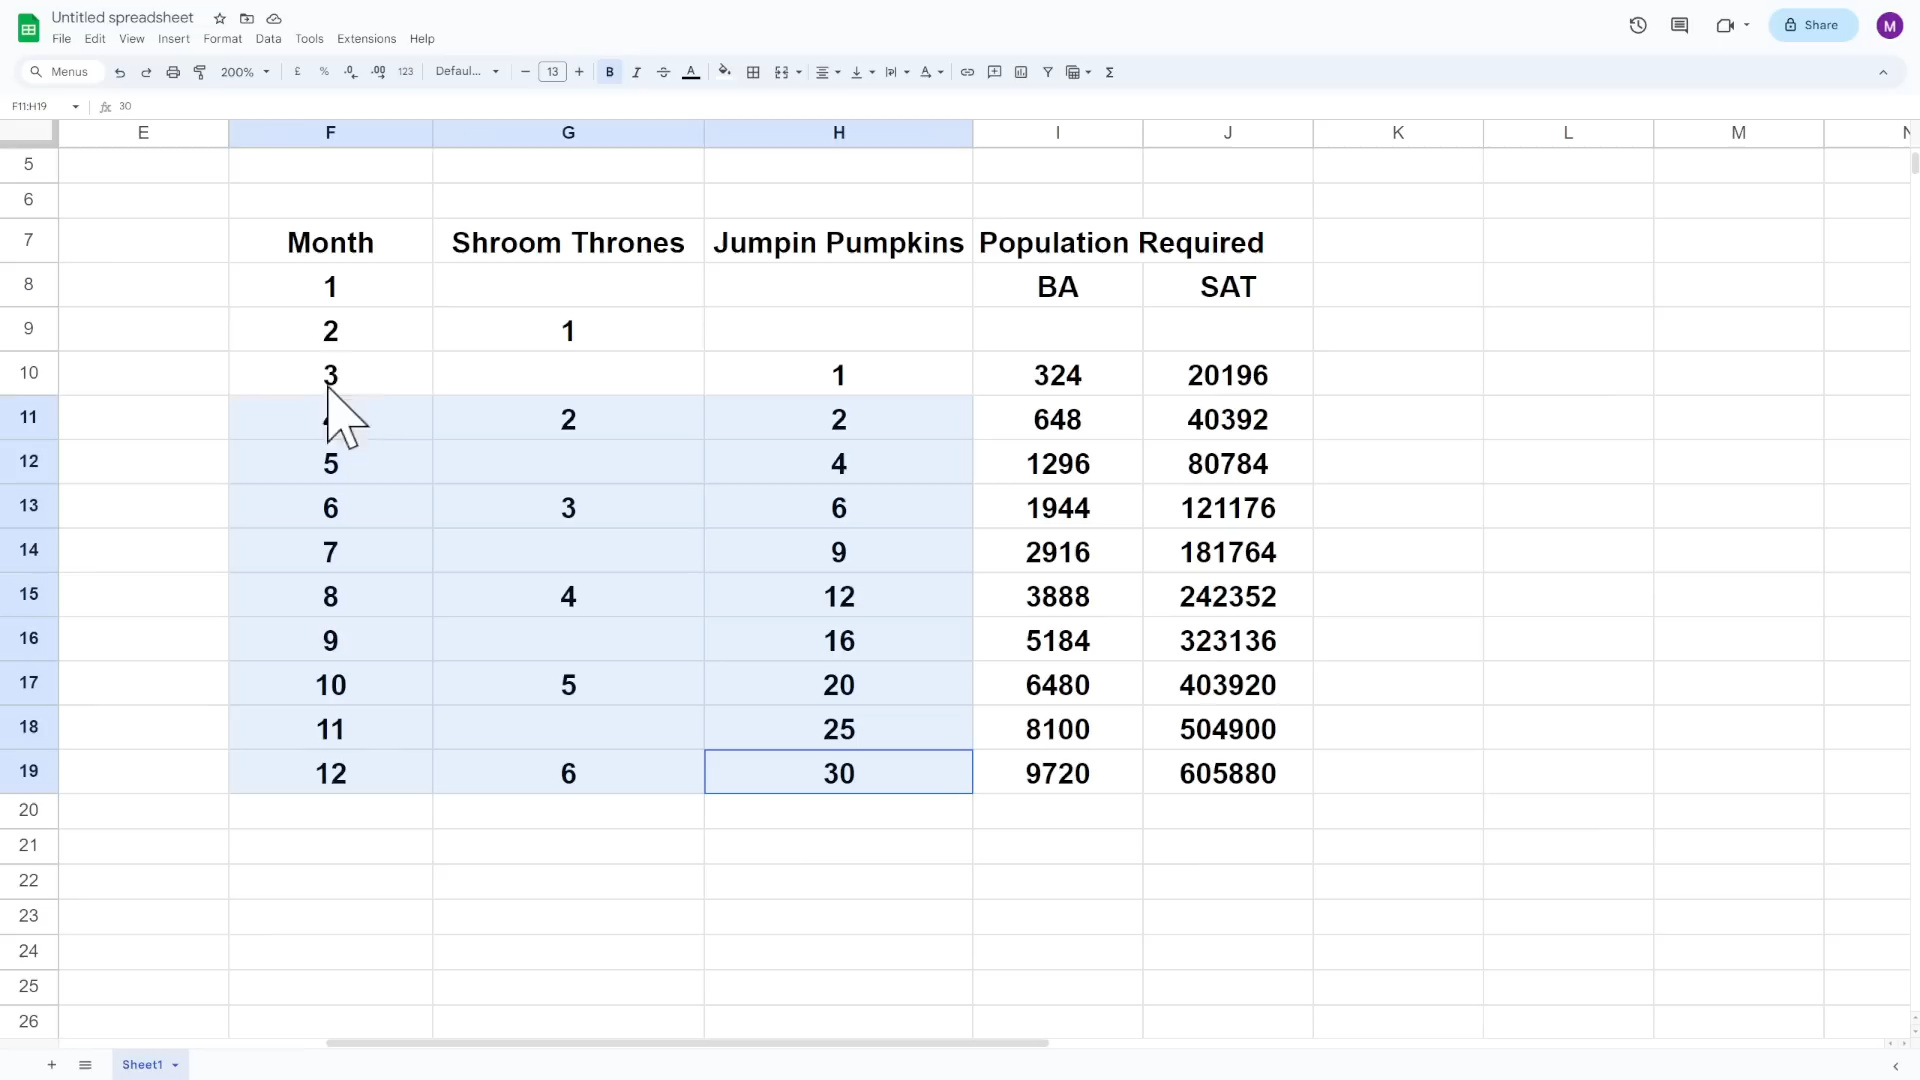 Untitled spreadsheet
File Edit View Insert Format Data Tools Extensions Help
Share
M
Menus 200% £ % .0 .00 123 Defaul... − 13 + B I A Σ
F11:H19 fx 30
E F G H I J K L M N
5
6
7 Month Shroom Thrones Jumpin Pumpkins Population Required
8 1 BA SAT
9 2 1
10 3 1 324 20196
11 2 2 648 40392
12 5 4 1296 80784
13 6 3 6 1944 121176
14 7 9 2916 181764
15 8 4 12 3888 242352
16 9 16 5184 323136
17 10 5 20 6480 403920
18 11 25 8100 504900
19 12 6 30 9720 605880
20
21
22
23
24
25
26
Sheet1